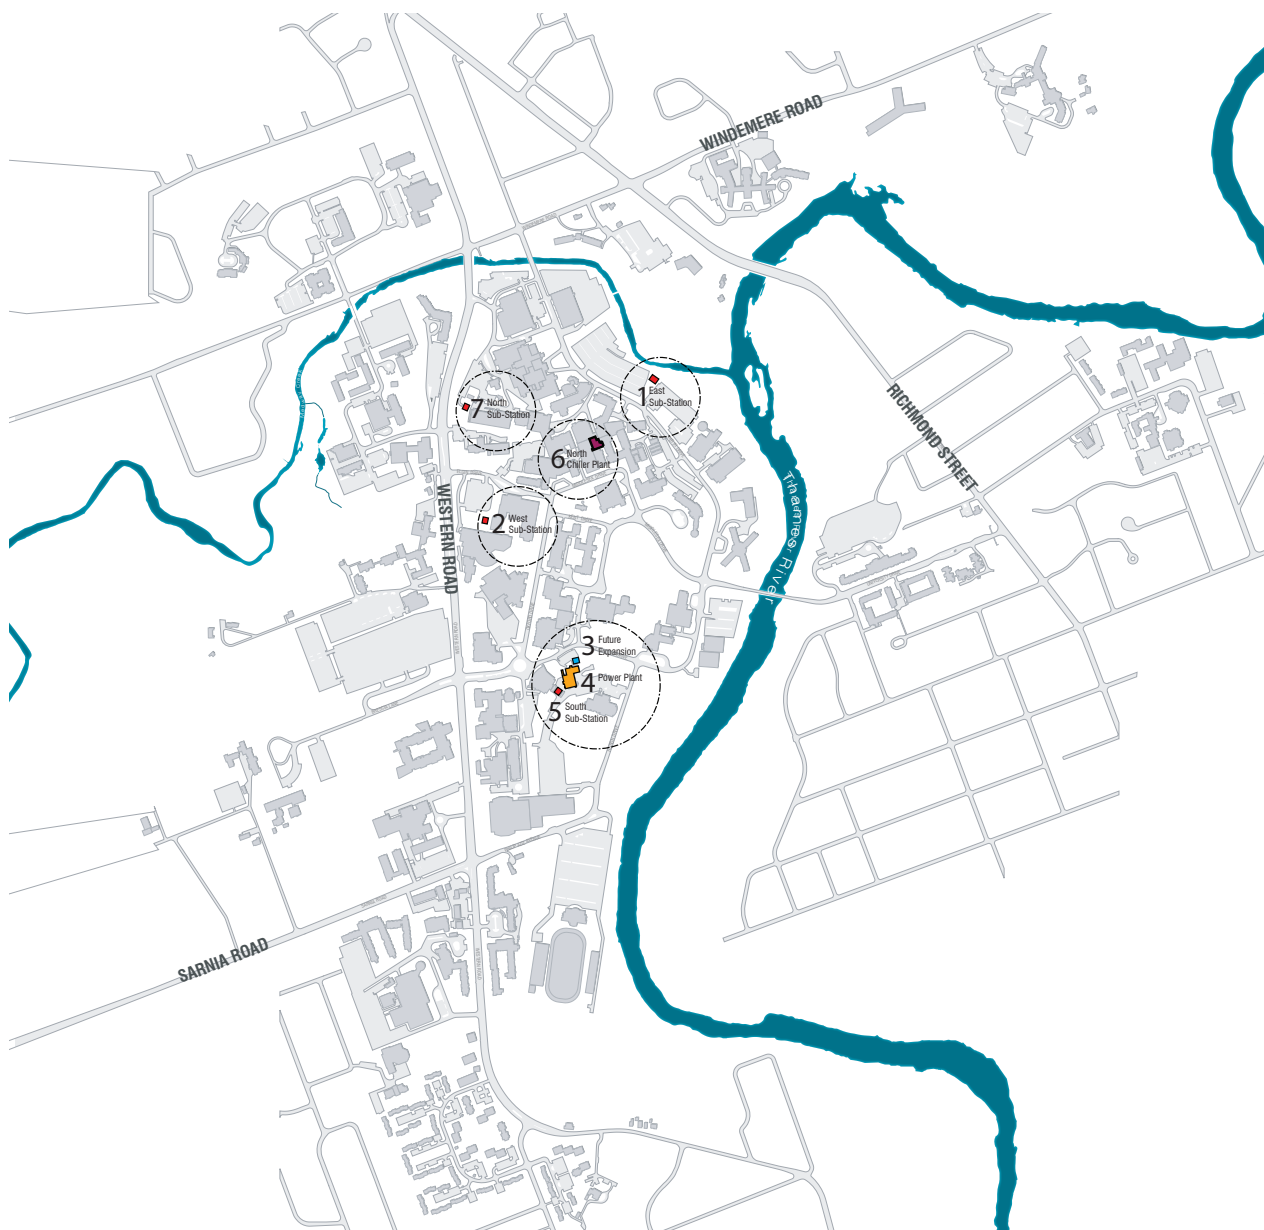 WINDEMERE ROAD
RICHMOND STREET
1 East
Sub-Station
7 North
Sub-Station
6 North
Chiller Plant
2 West
Sub-Station
WESTERN ROAD
Thames River
3 Future
Expansion
4 Power Plant
5 South
Sub-Station
SARNIA ROAD